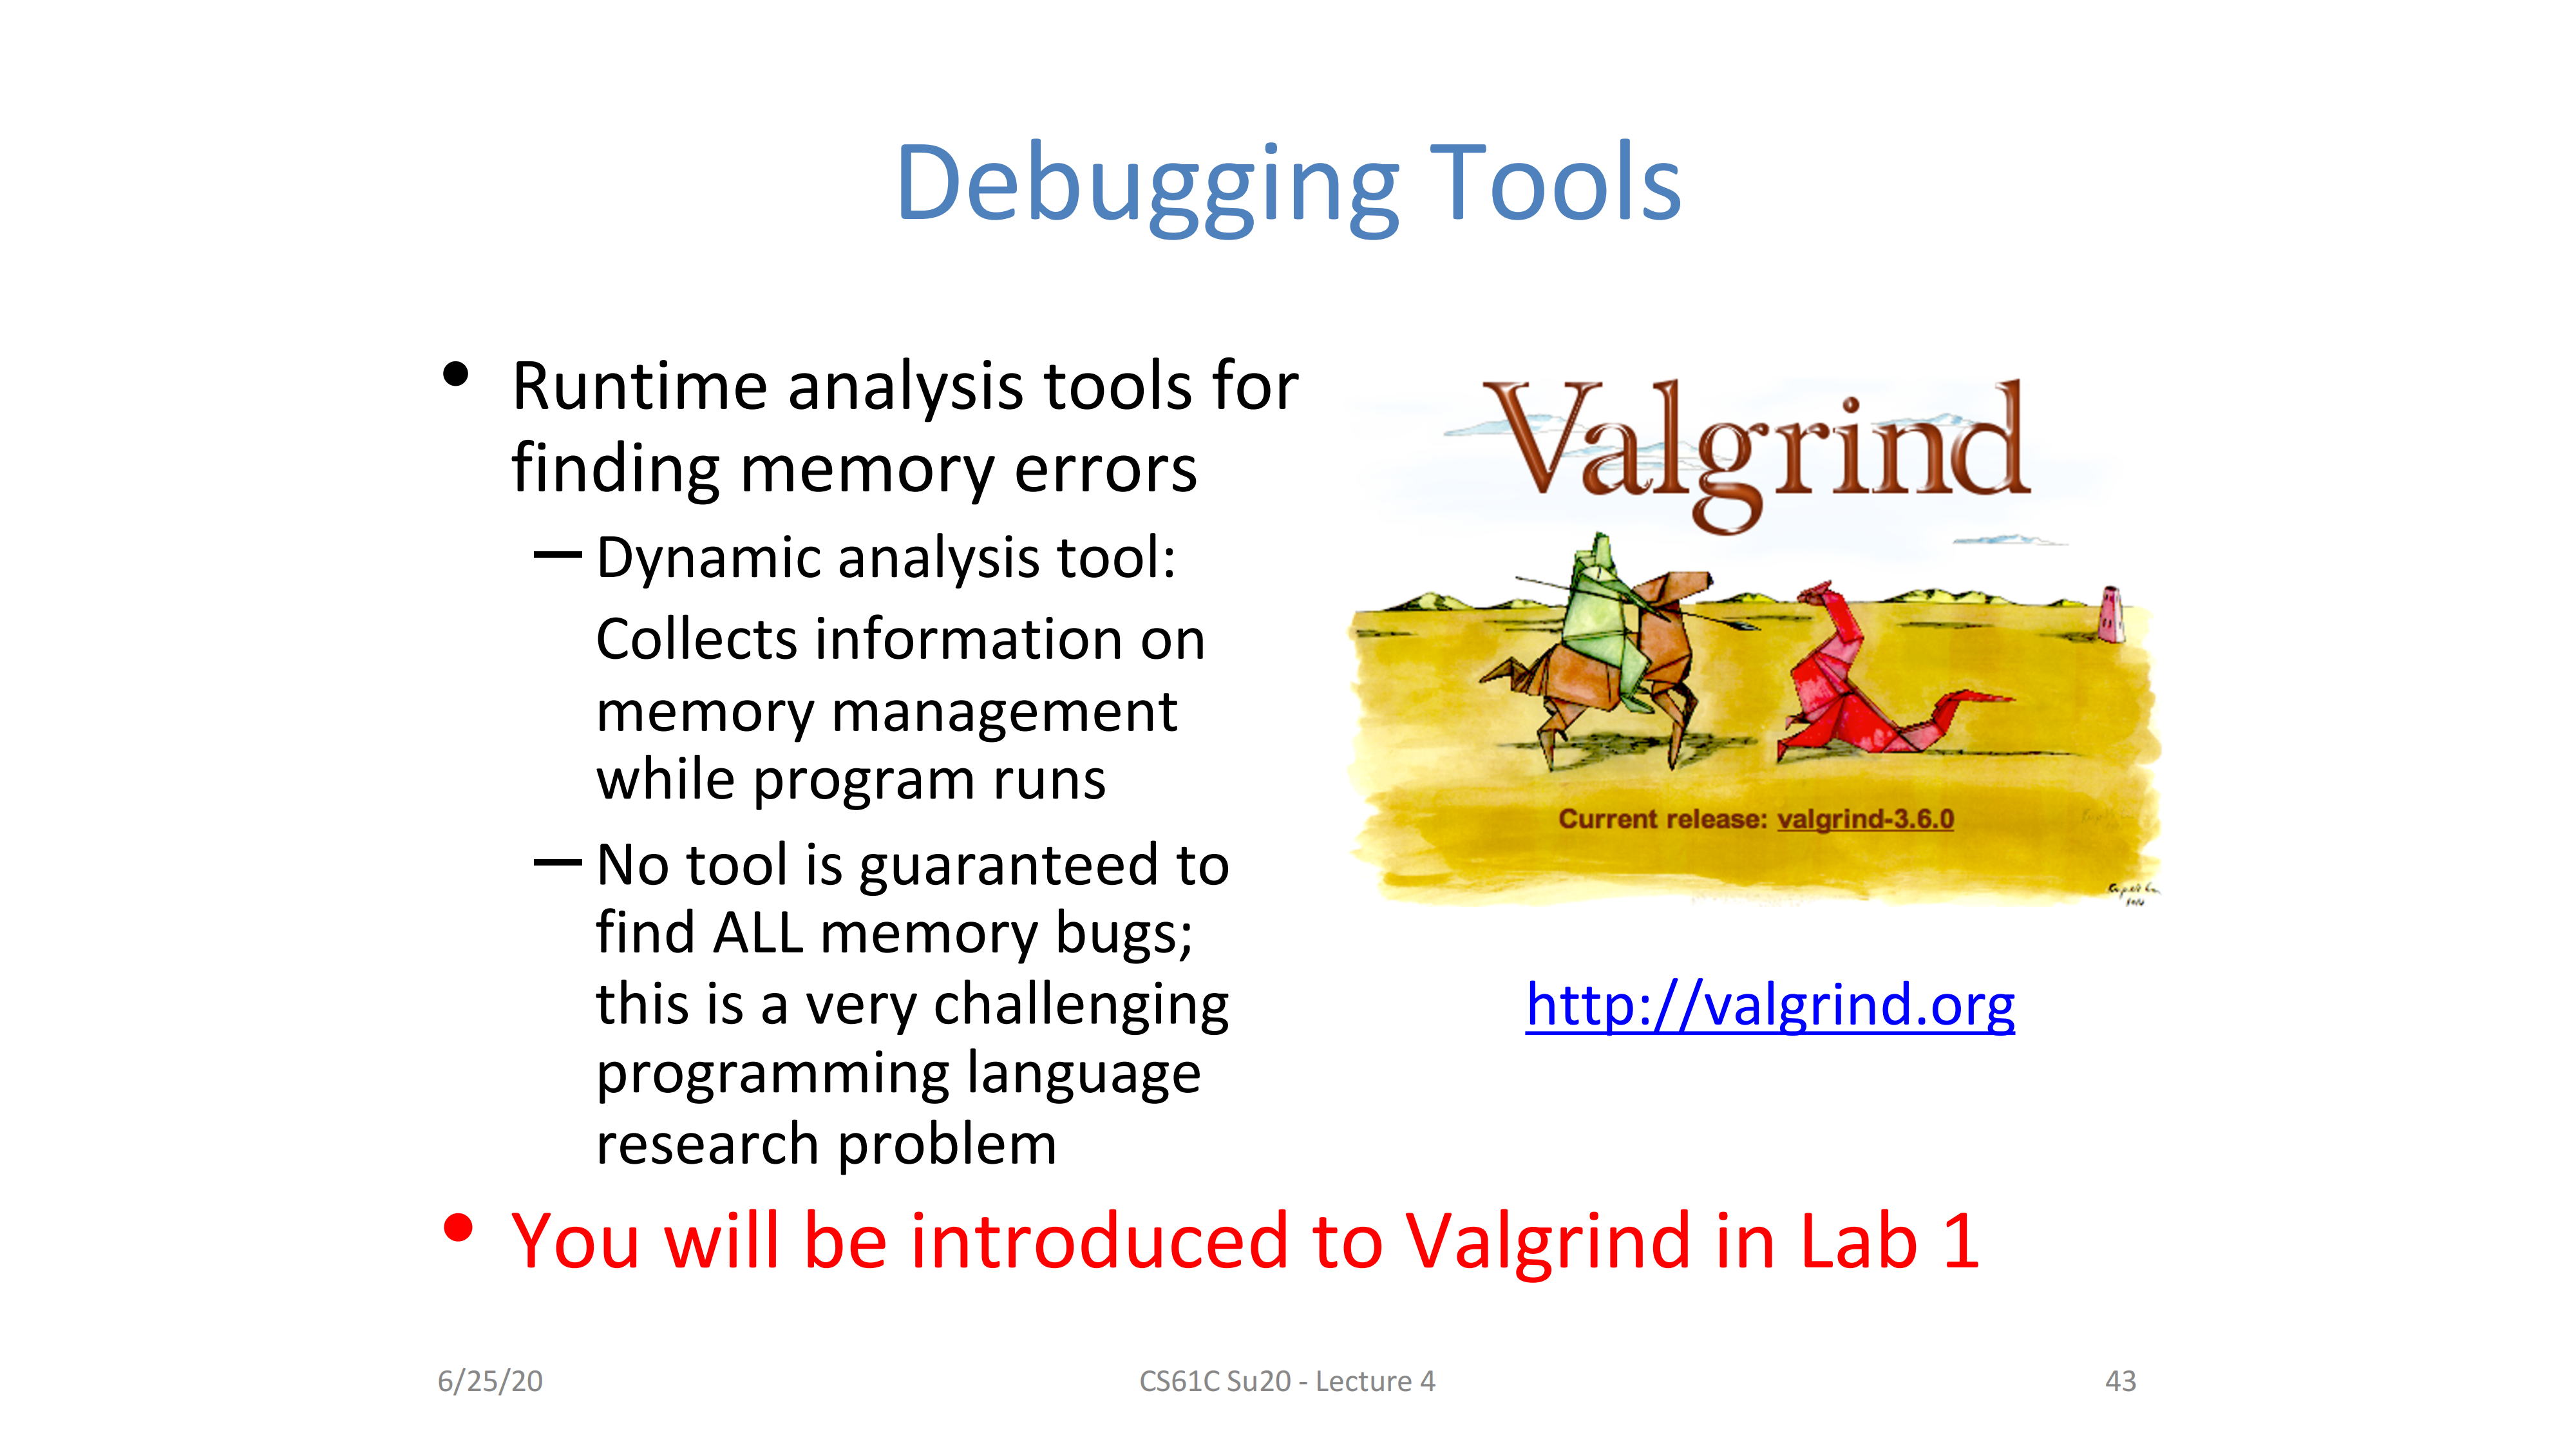 Debugging Tools
• Runtime analysis tools for
finding memory errors
– Dynamic analysis tool:
Collects information on
memory management
while program runs
– No tool is guaranteed to
find ALL memory bugs;
this is a very challenging
programming language
research problem
Valgrind
Current release: valgrind-3.6.0
http://valgrind.org
• You will be introduced to Valgrind in Lab 1
6/25/20
CS61C Su20 - Lecture 4
43